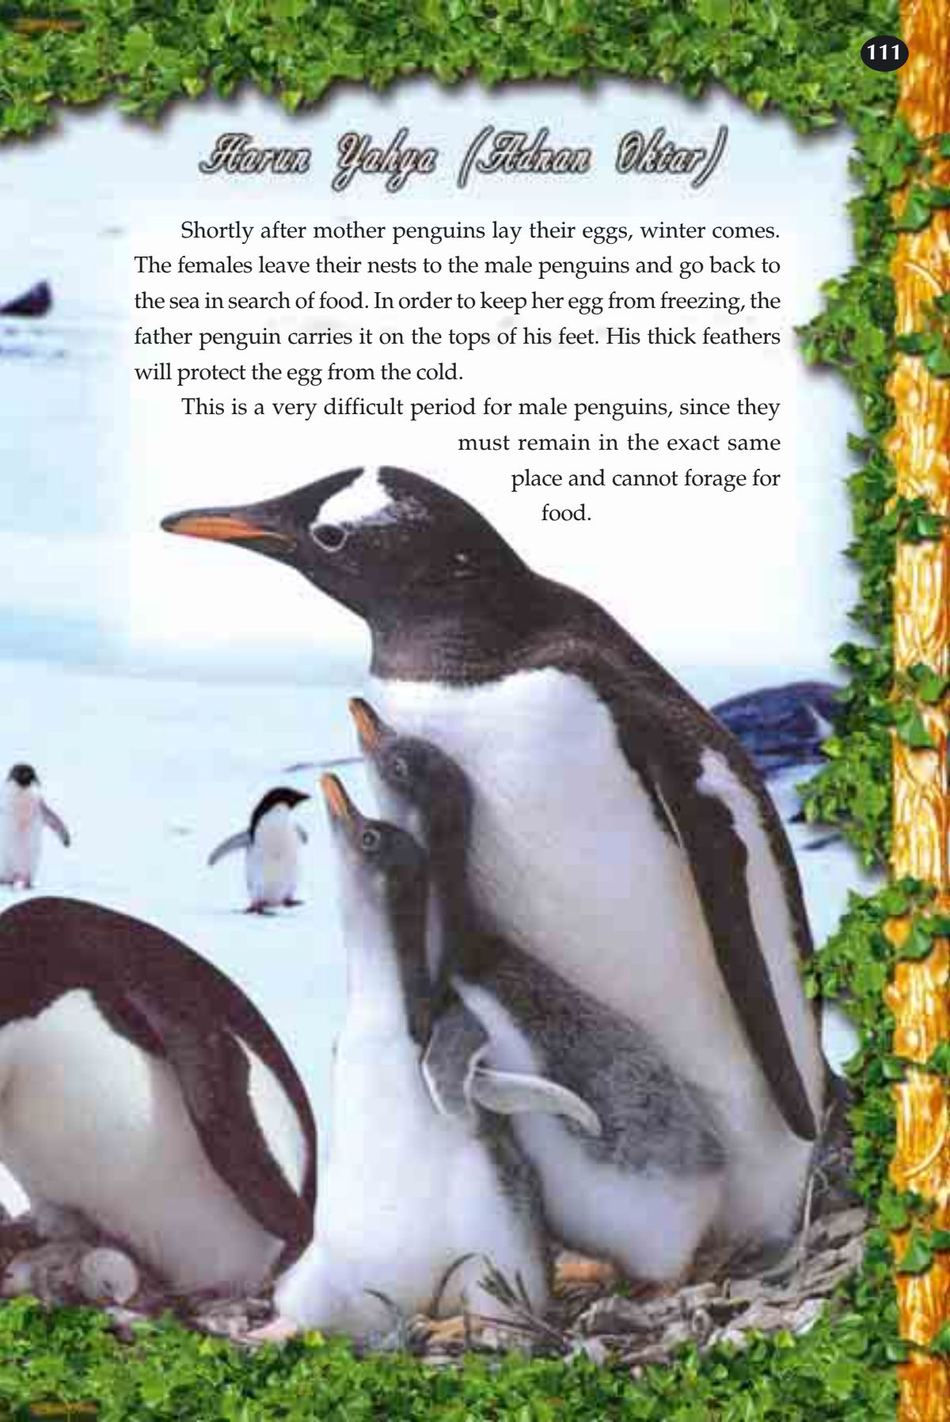 111
Harun Yahya (Adnan Oktar)
Shortly after mother penguins lay their eggs, winter comes.
The females leave their nests to the male penguins and go back to
the sea in search of food. In order to keep her egg from freezing, the
father penguin carries it on the tops of his feet. His thick feathers
will protect the egg from the cold.
This is a very difficult period for male penguins, since they
must remain in the exact same
place and cannot forage for
food.